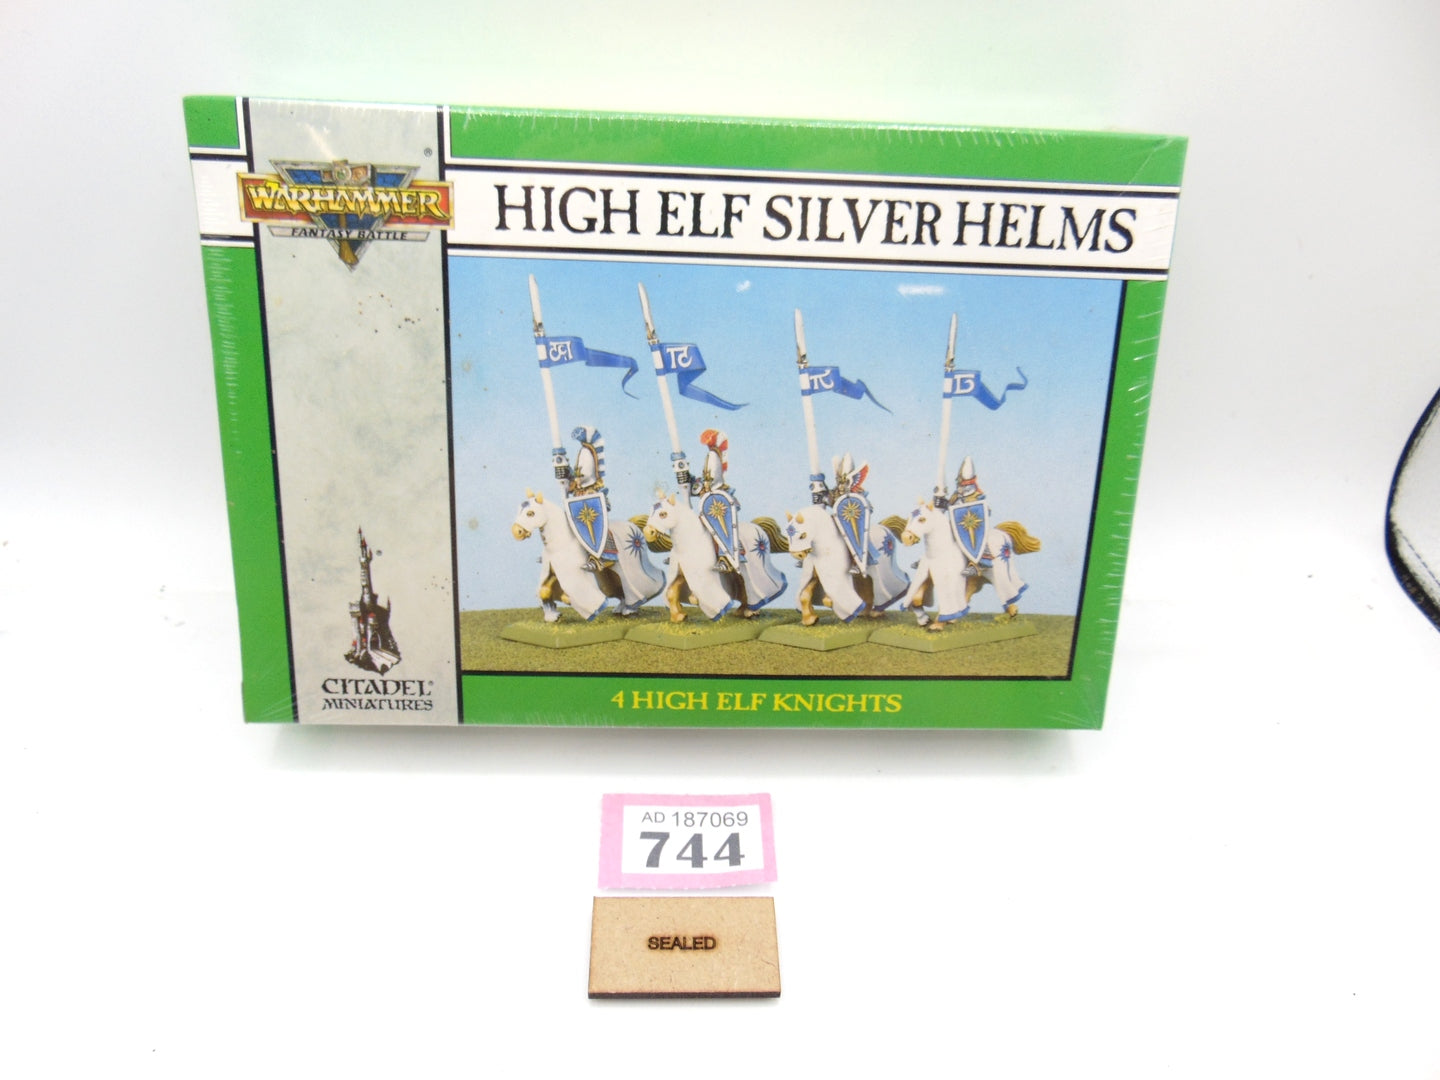 WARHAMMER
FANTASY BATTLE
®
HIGH ELF SILVER HELMS
CITADEL®
MINIATURES
4 HIGH ELF KNIGHTS
AD 187069
744
SEALED